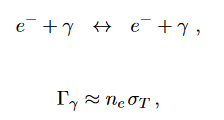 e⁻ + γ ↔ e⁻ + γ ,
Γ_γ ≈ n_e σ_T ,